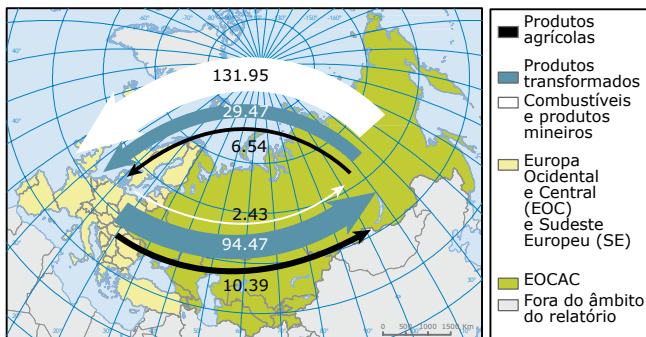 131.95
29.47
6.54
2.43
94.47
10.39
0 500 1000 1500 Km
Produtos
agrícolas
Produtos
transformados
Combustíveis
e produtos
mineiros
Europa
Ocidental
e Central
(EOC)
e Sudeste
Europeu (SE)
EOCAC
Fora do âmbito
do relatório